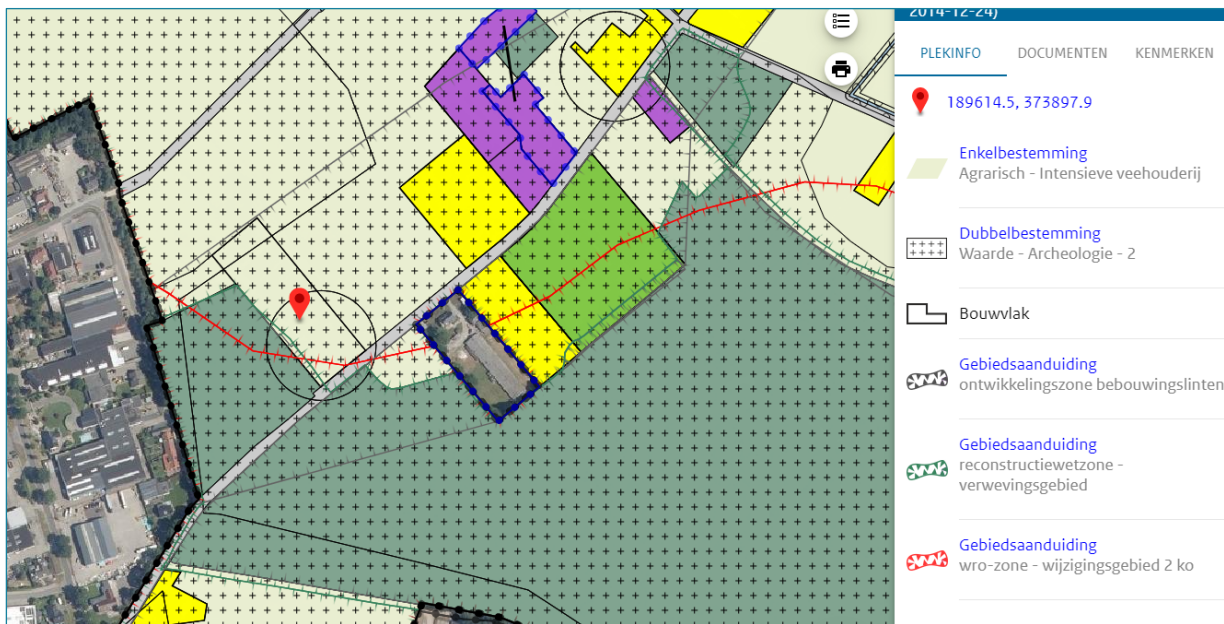 2014-12-24)
PLEKINFO DOCUMENTEN KENMERKEN
189614.5, 373897.9
Enkelbestemming
Agrarisch - Intensieve veehouderij
Dubbelbestemming
Waarde - Archeologie - 2
Bouwvlak
Gebiedsaanduiding
ontwikkelingszone bebouwingslinten
Gebiedsaanduiding
reconstructiewetzone -
verwevingsgebied
Gebiedsaanduiding
wro-zone - wijzigingsgebied 2 ko